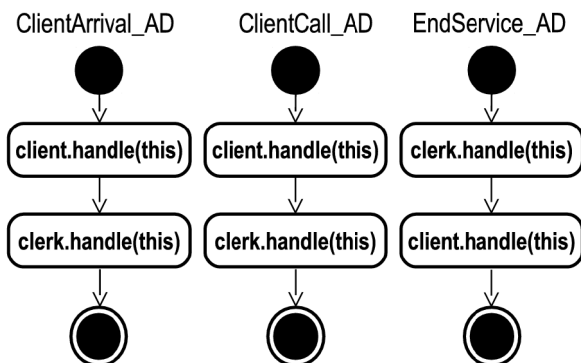 ClientArrival_AD ClientCall_AD EndService_AD
client.handle(this) client.handle(this) clerk.handle(this)
clerk.handle(this) clerk.handle(this) client.handle(this)